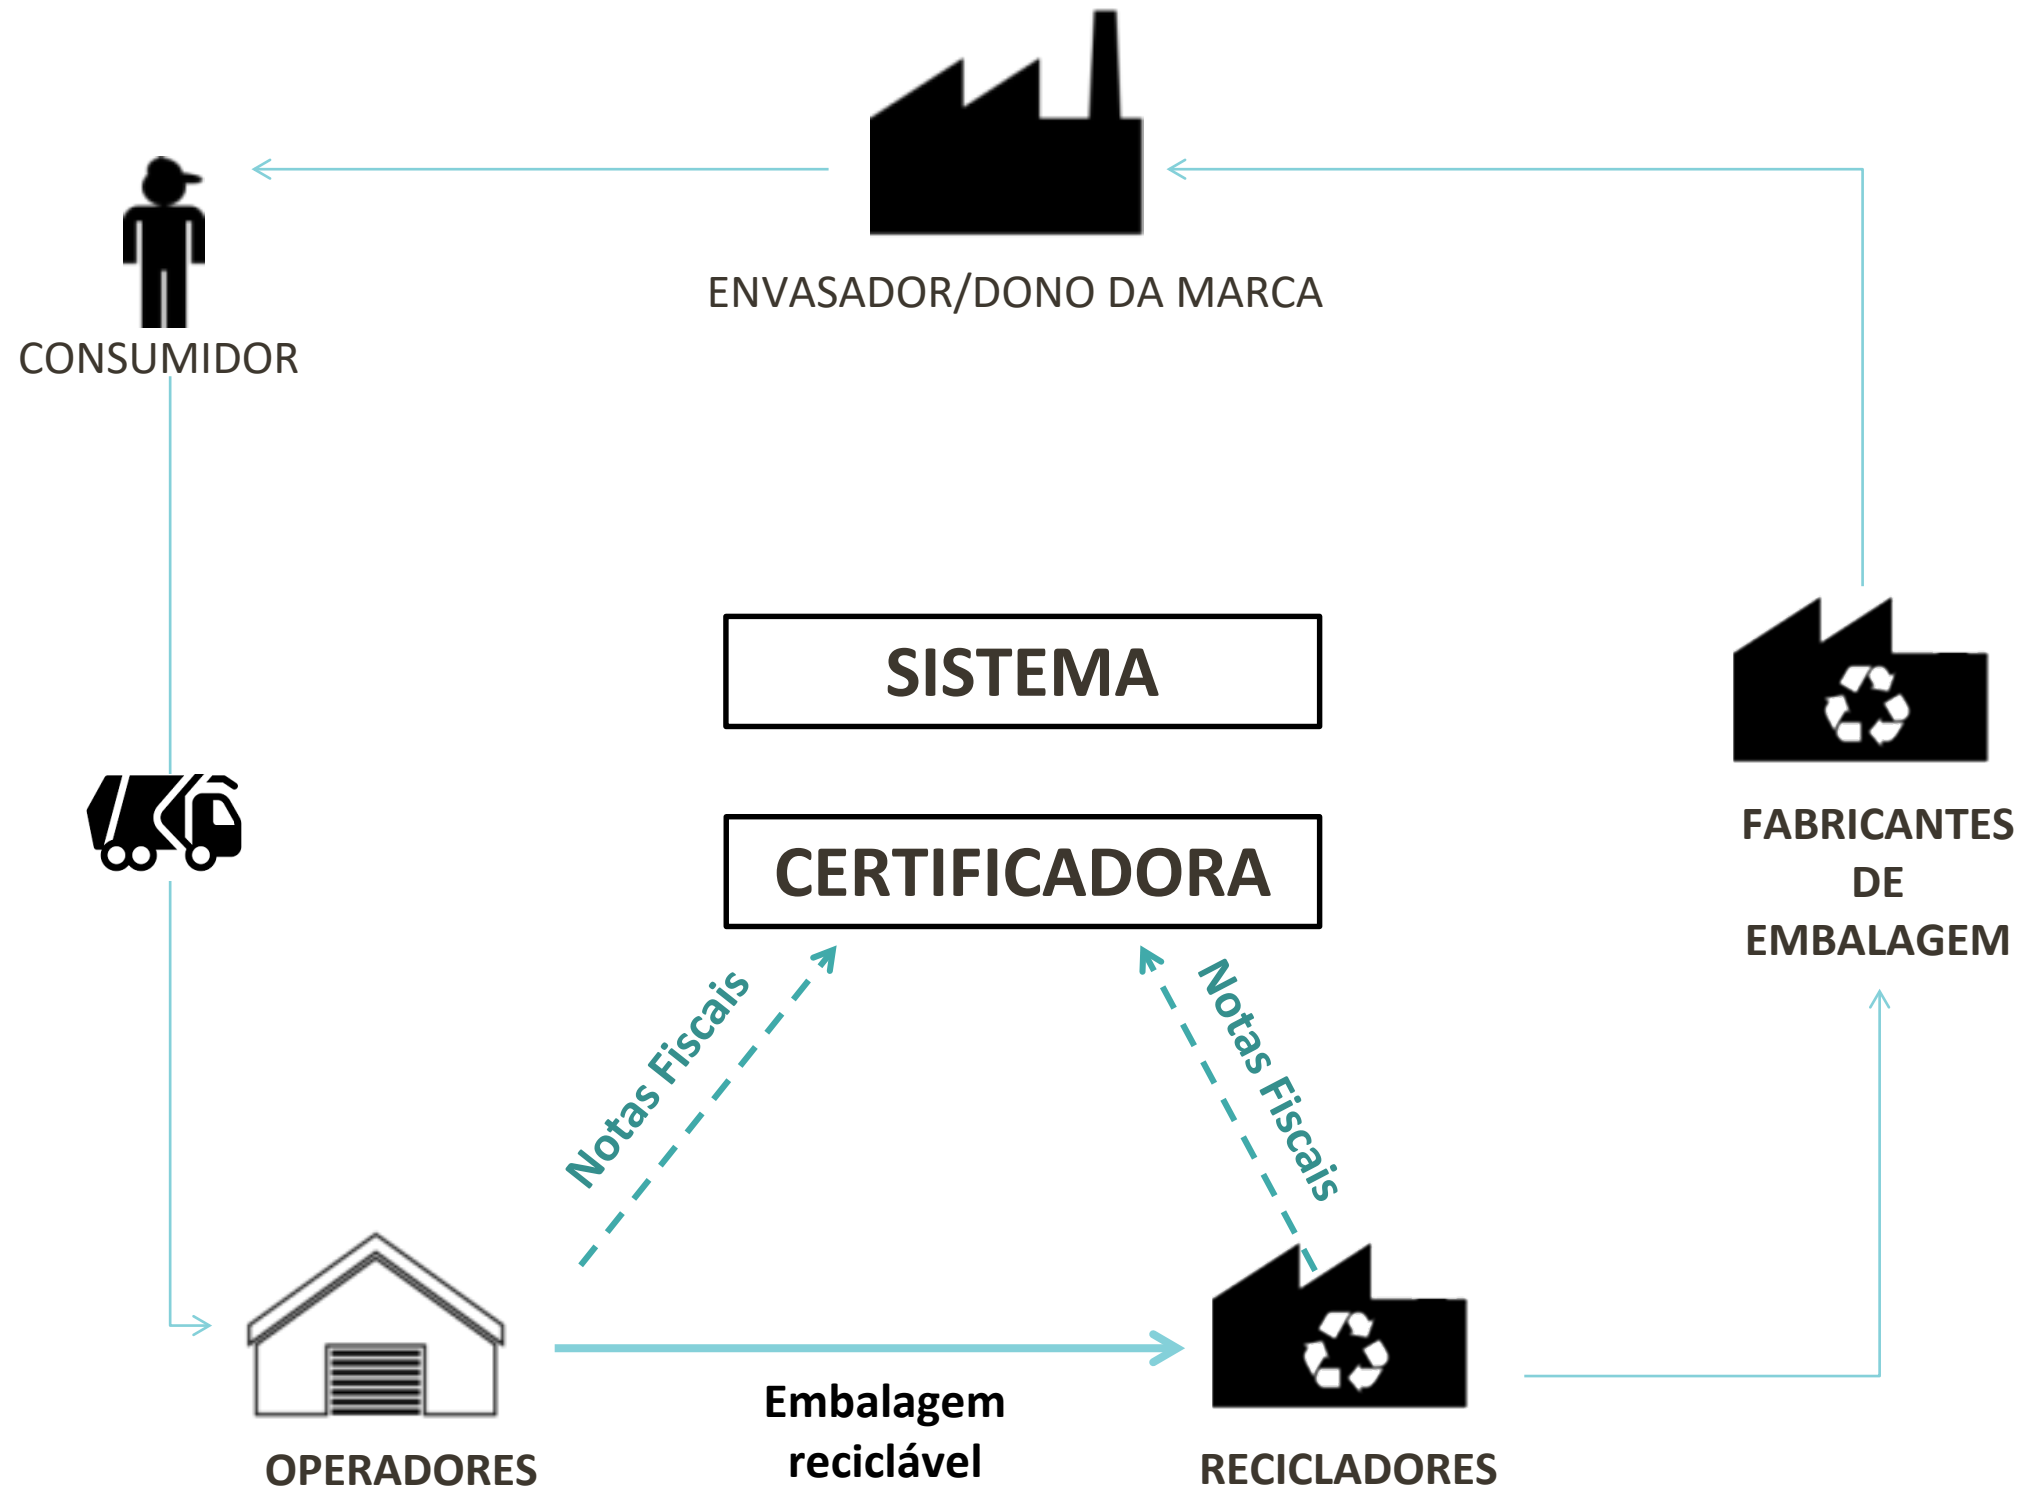 ENVASADOR/DONO DA MARCA
CONSUMIDOR
SISTEMA
CERTIFICADORA
FABRICANTES
DE
EMBALAGEM
Notas Fiscais
Notas Fiscais
Embalagem
reciclável
OPERADORES
RECICLADORES